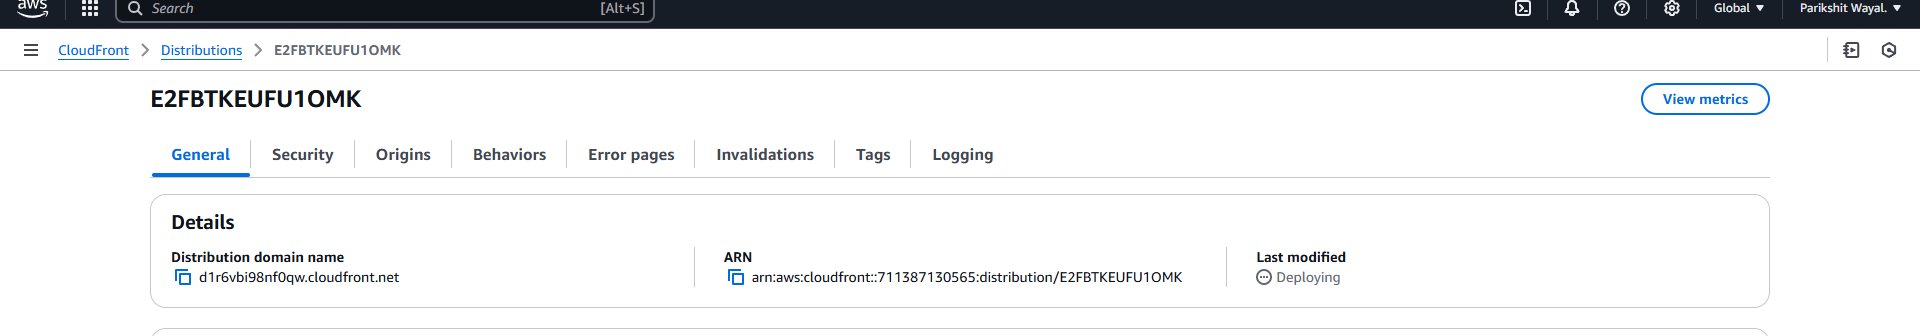 aws
Search
[Alt+S]
Global
Parikshit Wayal.
CloudFront
Distributions
E2FBTKEUFU1OMK
E2FBTKEUFU1OMK
View metrics
General
Security
Origins
Behaviors
Error pages
Invalidations
Tags
Logging
Details
Distribution domain name
d1r6vbi98nf0qw.cloudfront.net
ARN
arn:aws:cloudfront::711387130565:distribution/E2FBTKEUFU1OMK
Last modified
Deploying